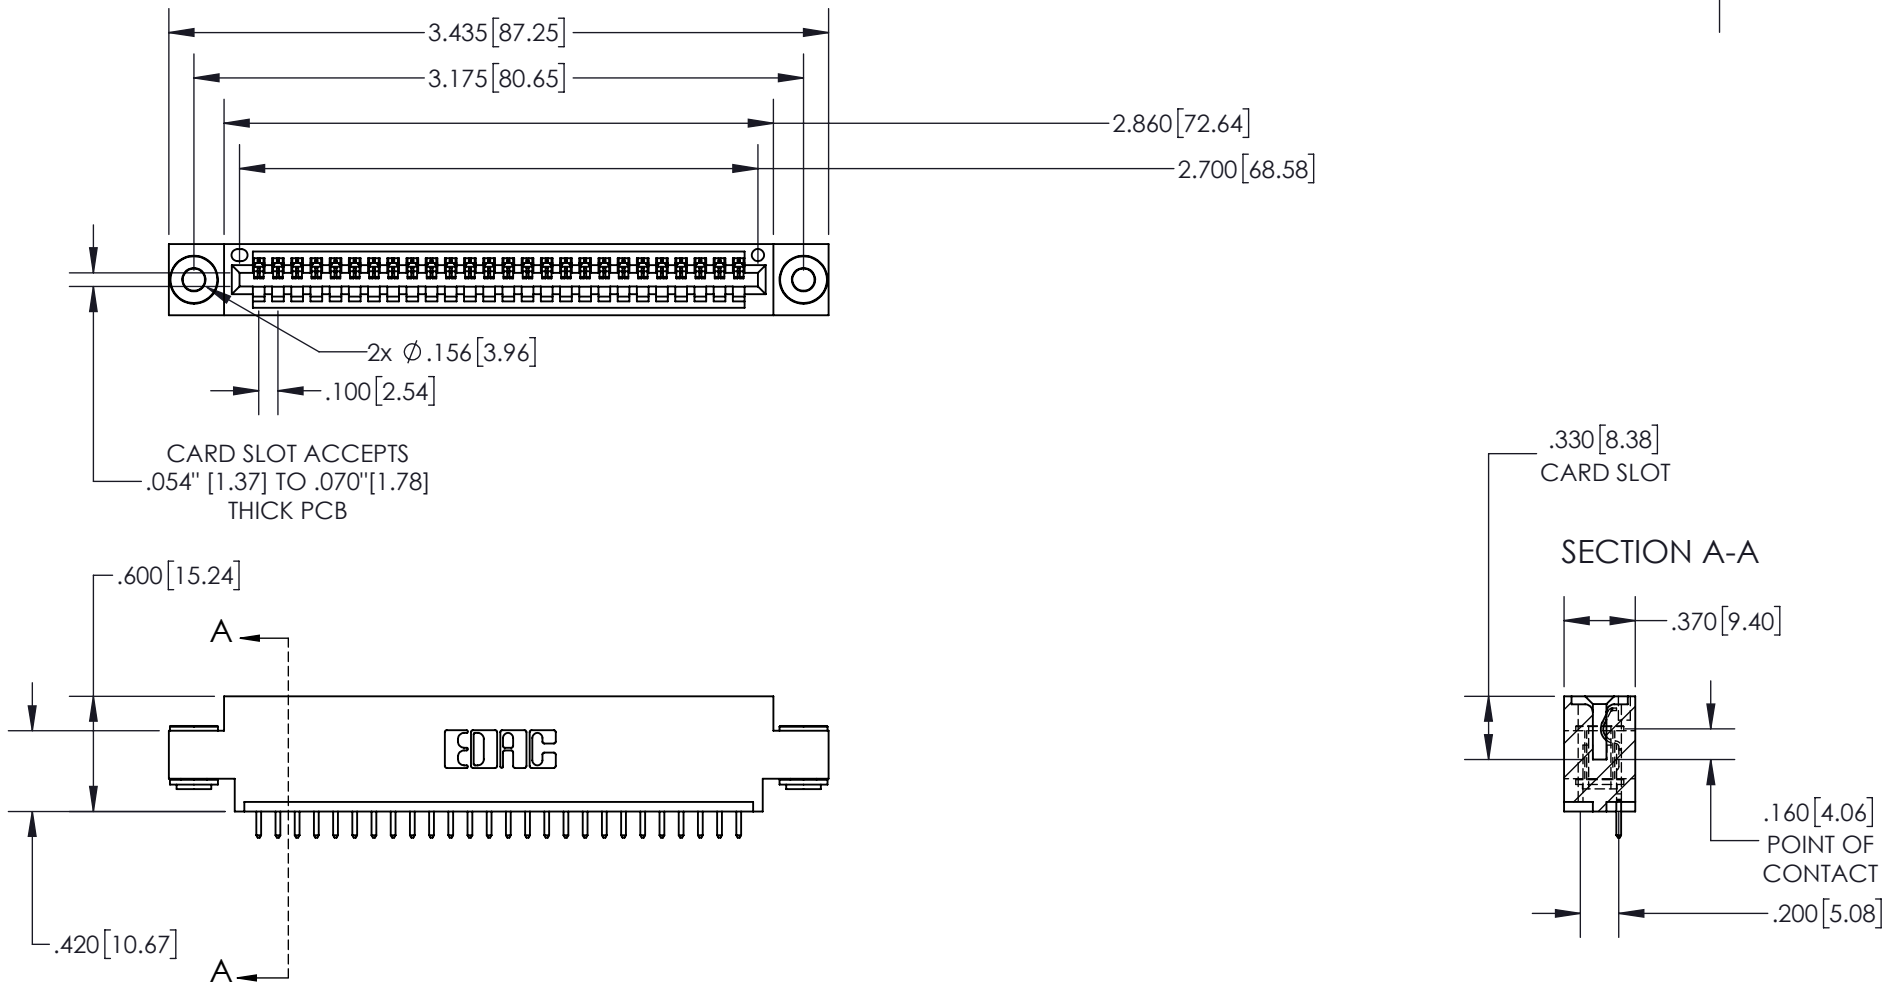 3.435[87.25]
3.175[80.65]
2.860[72.64]
2.700[68.58]
2x Ø.156[3.96]
.100[2.54]
CARD SLOT ACCEPTS
.054" [1.37] TO .070"[1.78]
THICK PCB
.330[8.38]
CARD SLOT
SECTION A-A
.600[15.24]
.370[9.40]
A
EDAC
.160[4.06]
POINT OF
CONTACT
.200[5.08]
.420[10.67]
A